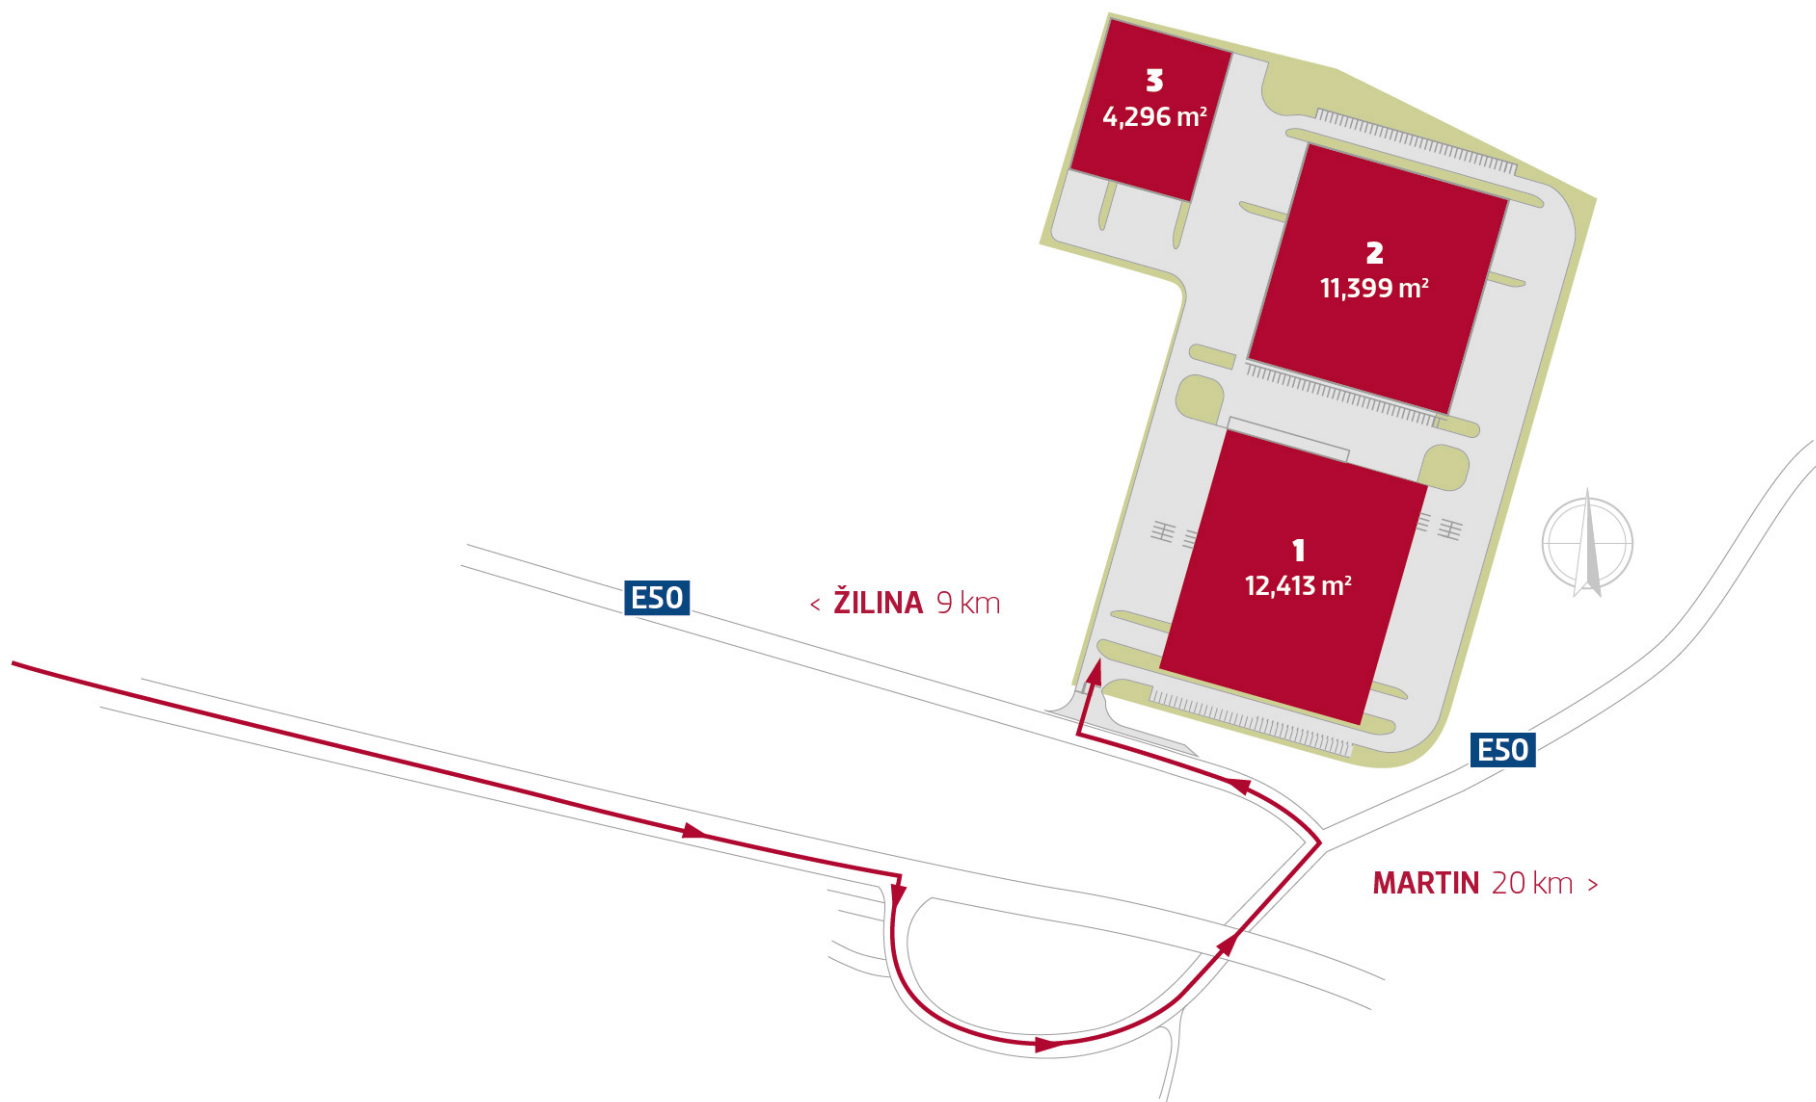 3
4,296 m²
2
11,399 m²
1
12,413 m²
E50
< ŽILINA 9 km
E50
MARTIN 20 km >